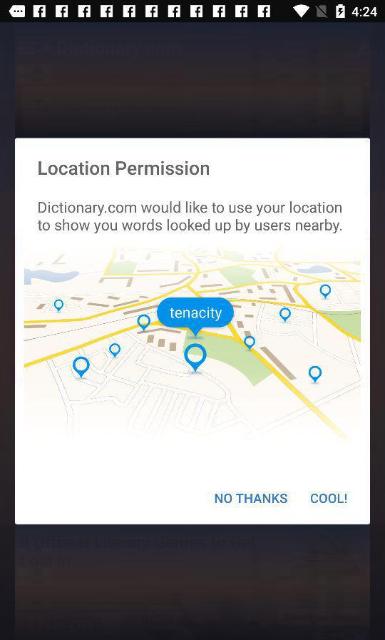 4:24
Location Permission
Dictionary.com would like to use your location
to show you words looked up by users nearby.
tenacity
NO THANKS COOL!